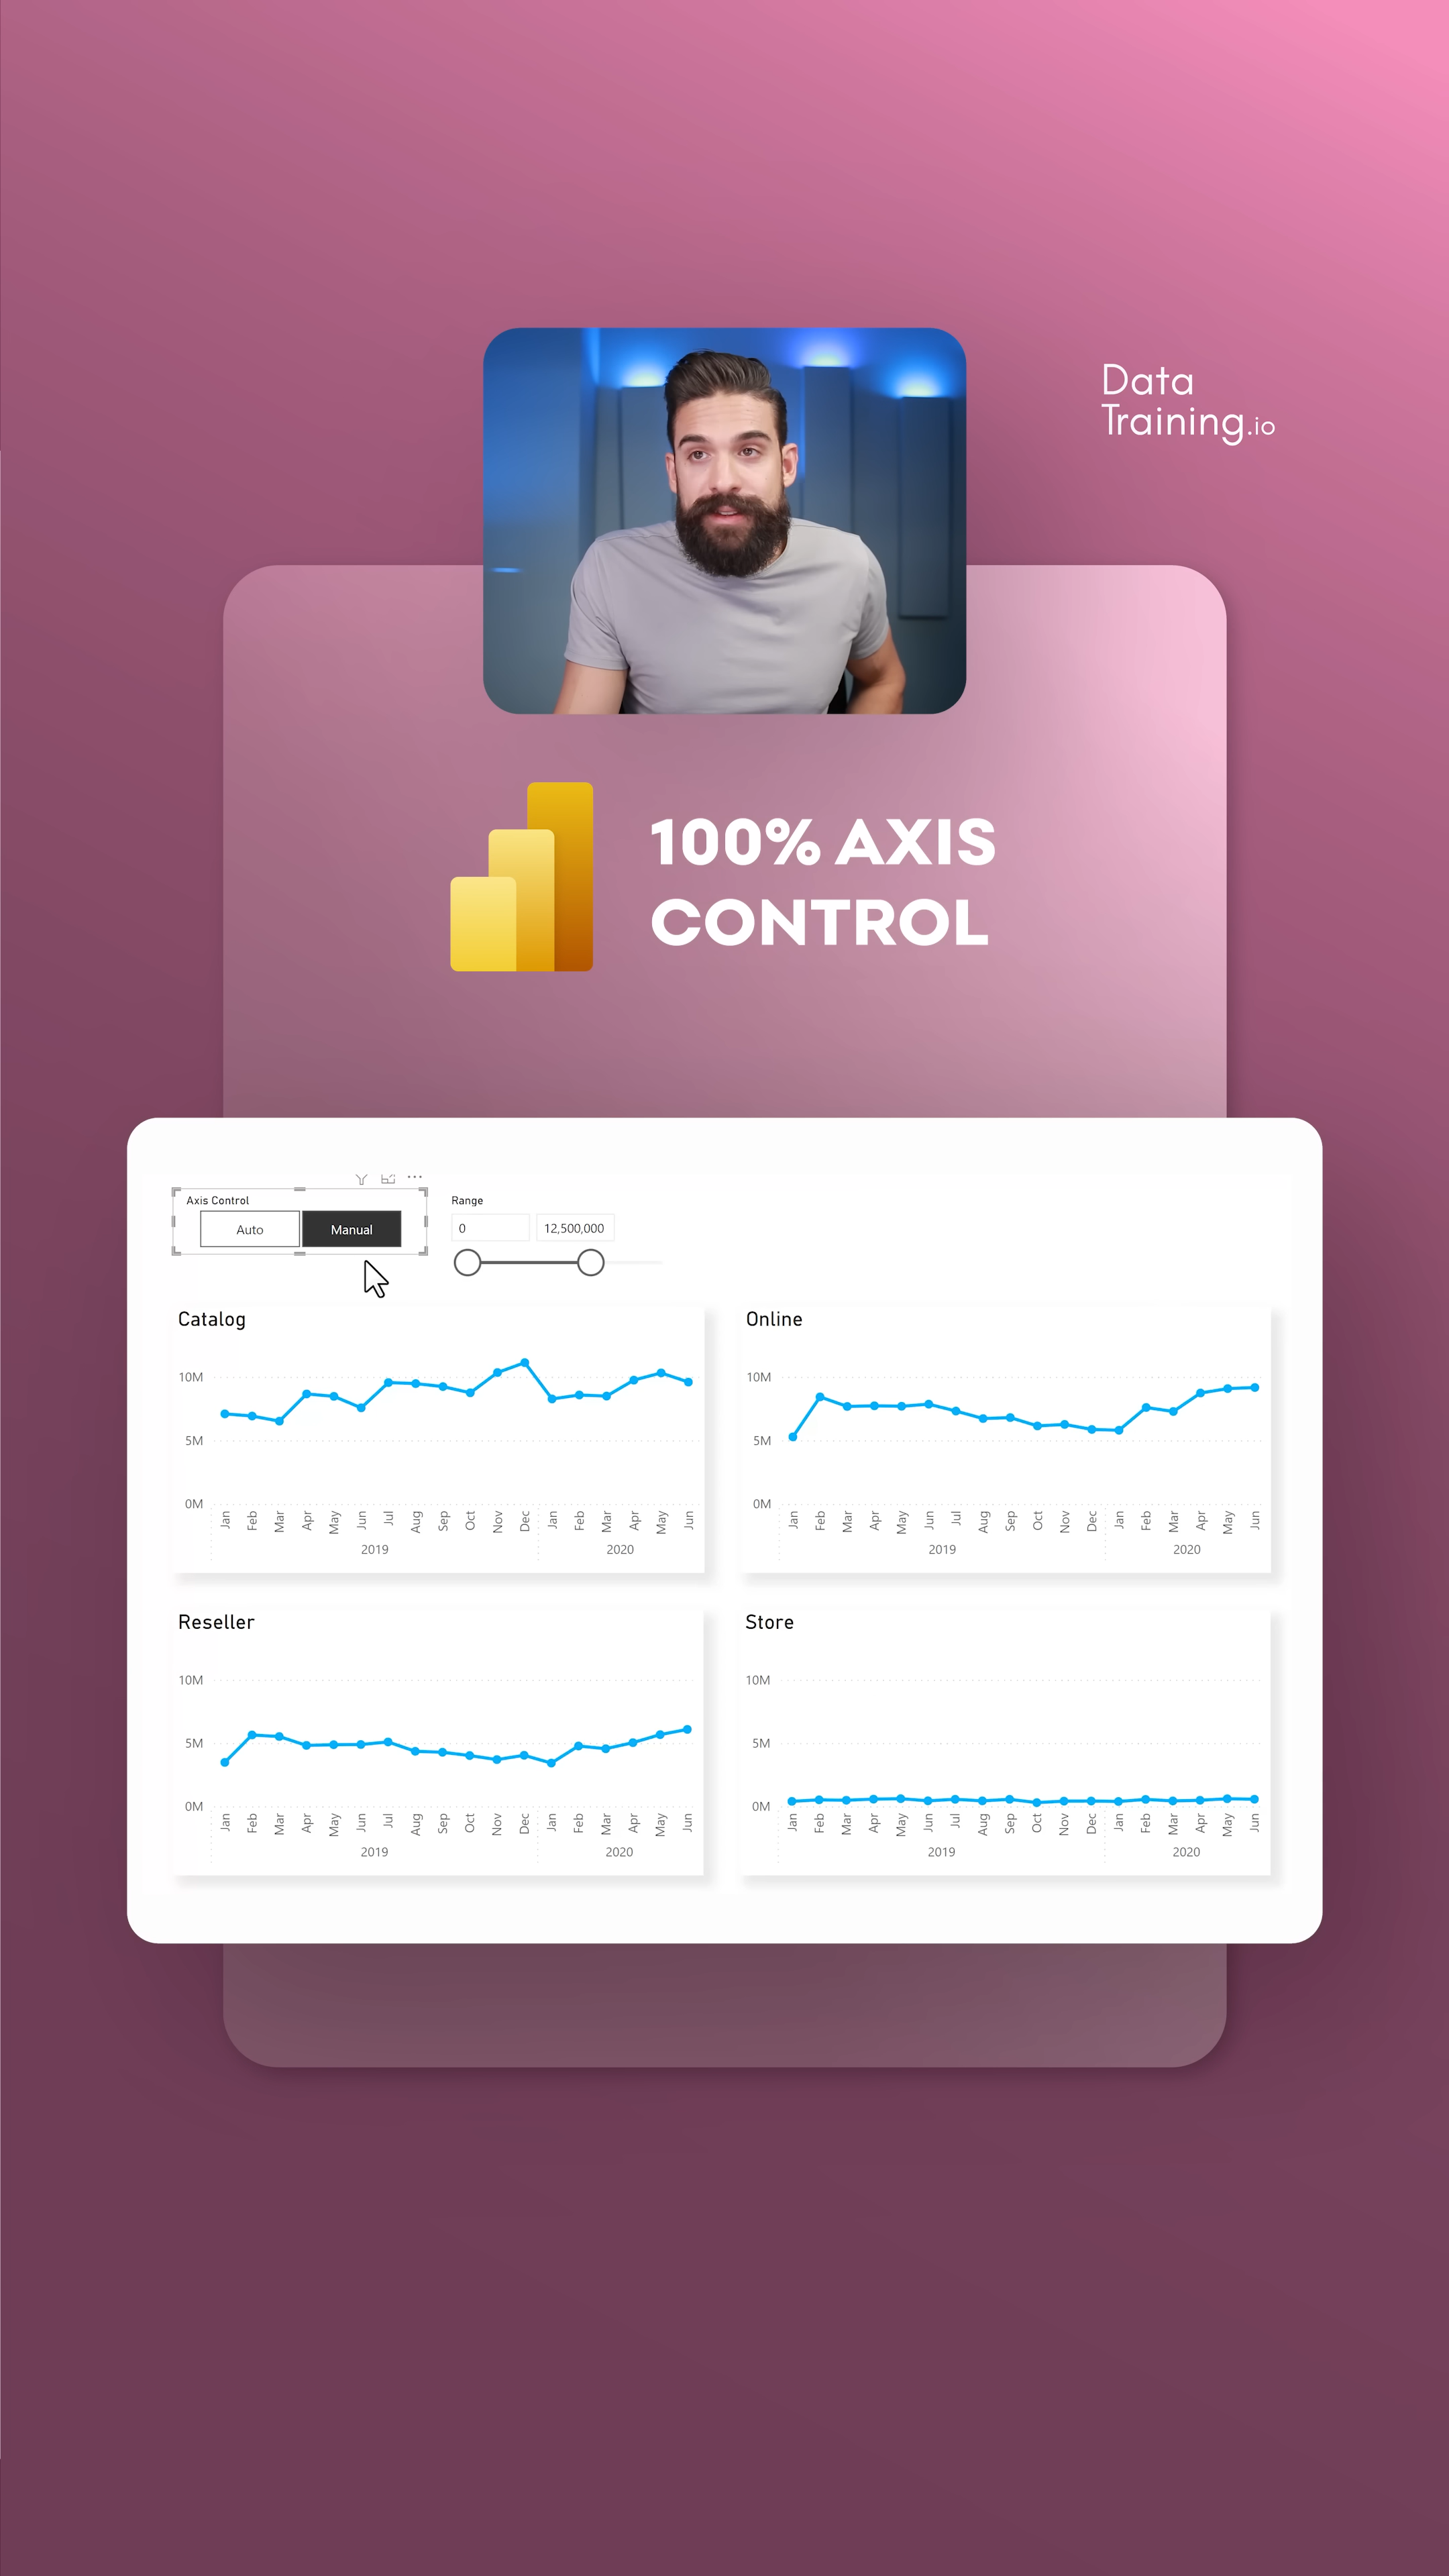 Data
Training.io
100% AXIS
CONTROL
Axis Control
Auto
Manual
Range
0
12,500,000
Catalog
10M
5M
0M
Jan Feb Mar Apr May Jun Jul Aug Sep Oct Nov Dec Jan Feb Mar Apr May Jun
2019 2020
Online
10M
5M
0M
Jan Feb Mar Apr May Jun Jul Aug Sep Oct Nov Dec Jan Feb Mar Apr May Jun
2019 2020
Reseller
10M
5M
0M
Jan Feb Mar Apr May Jun Jul Aug Sep Oct Nov Dec Jan Feb Mar Apr May Jun
2019 2020
Store
10M
5M
0M
Jan Feb Mar Apr May Jun Jul Aug Sep Oct Nov Dec Jan Feb Mar Apr May Jun
2019 2020